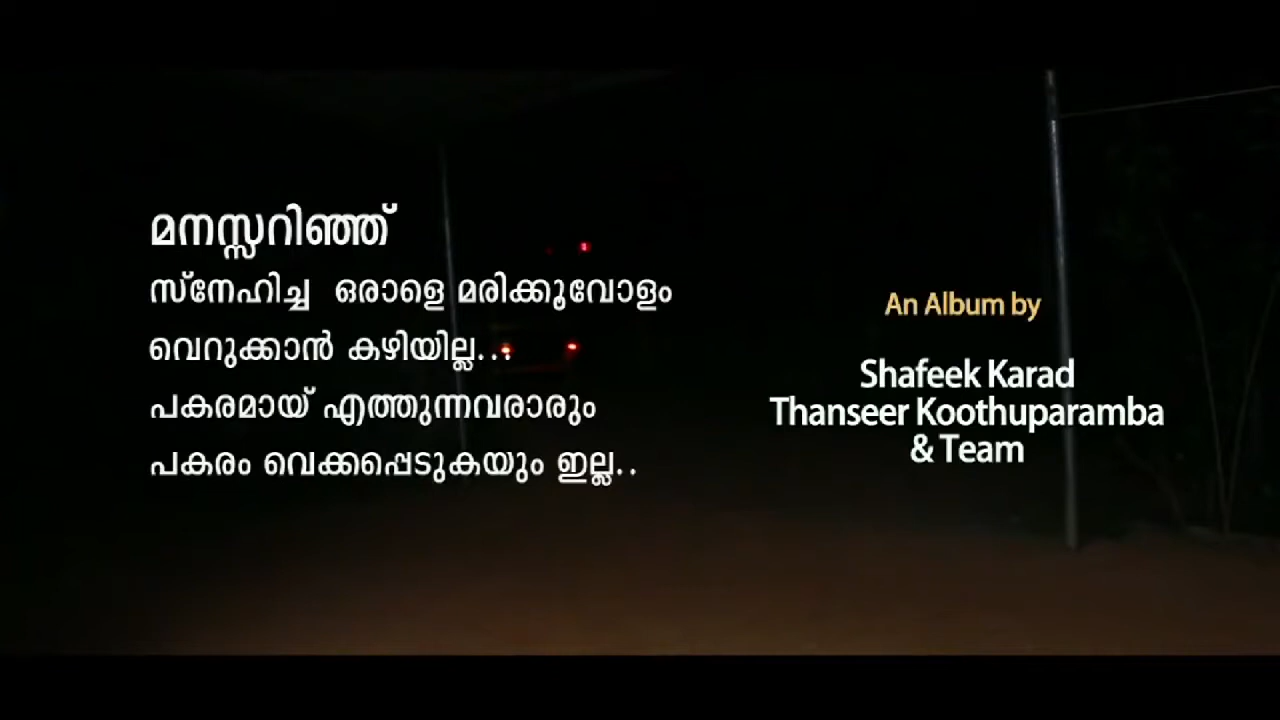 മനസ്സറിഞ്ഞ്
സ്നേഹിച്ച ഒരാളെ മരിക്കൂവോളം
വെറുക്കാൻ കഴിയില്ല...
പകരമായ് എത്തുന്നവരാരും
പകരം വെക്കപ്പെടുകയും ഇല്ല..
An Album by
Shafeek Karad
Thanseer Koothuparamba
& Team